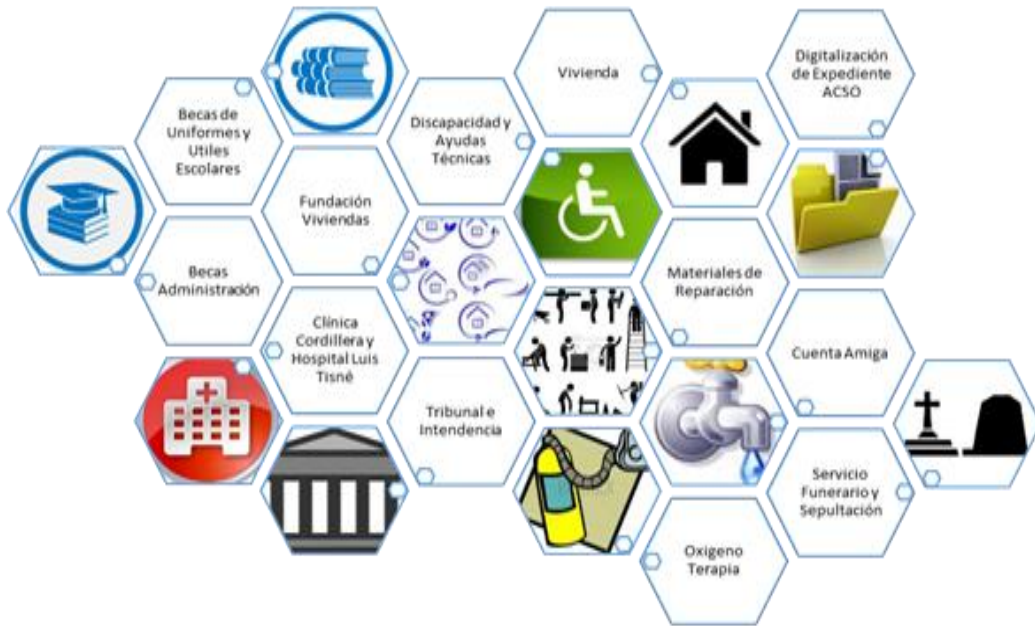 Vivienda
Digitalización
de Expediente
ACSO
Becas de
Uniformes y
Utiles
Escolares
Discapacidad y
Ayudas
Técnicas
Fundación
Viviendas
Becas
Administración
Materiales de
Reparación
Clínica
Cordillera y
Hospital Luis
Tisné
Cuenta Amiga
Tribunal e
Intendencia
Servicio
Funerario y
Sepultación
Oxigeno
Terapia